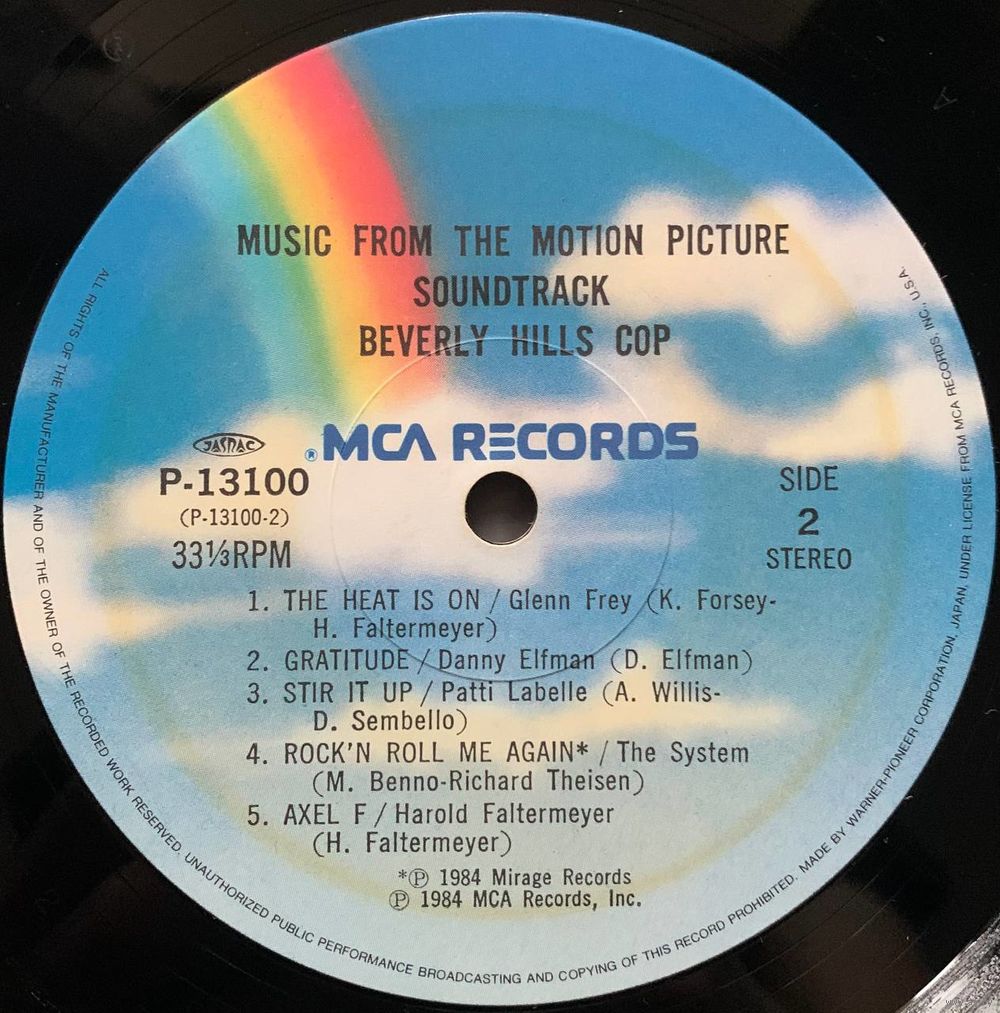 MUSIC FROM THE MOTION PICTURE
SOUNDTRACK
BEVERLY HILLS COP
JASRAC
® MCA RECORDS
P-13100
(P-13100-2)
33⅓RPM
SIDE
2
STEREO
1. THE HEAT IS ON / Glenn Frey (K. Forsey-
H. Faltermeyer)
2. GRATITUDE / Danny Elfman (D. Elfman)
3. STIR IT UP / Patti Labelle (A. Willis-
D. Sembello)
4. ROCK'N ROLL ME AGAIN* / The System
(M. Benno-Richard Theisen)
5. AXEL F / Harold Faltermeyer
(H. Faltermeyer)
*℗ 1984 Mirage Records
℗ 1984 MCA Records, Inc.
ALL RIGHTS OF THE MANUFACTURER AND OF THE OWNER OF THE RECORDED WORK RESERVED. UNAUTHORIZED PUBLIC PERFORMANCE BROADCASTING AND COPYING OF THIS RECORD PROHIBITED. MADE BY WARNER-PIONEER CORPORATION, JAPAN, UNDER LICENSE FROM MCA RECORDS, INC., U.S.A.